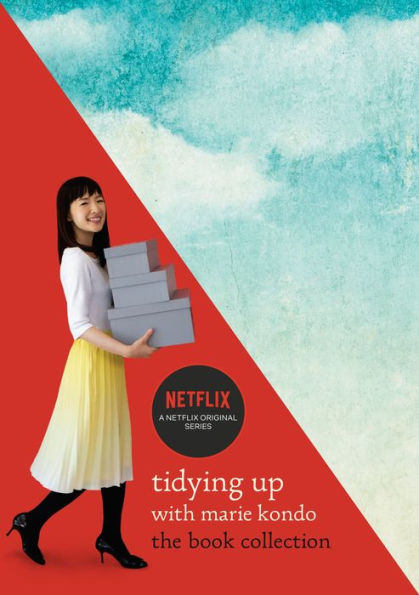 NETFLIX
A NETFLIX ORIGINAL
SERIES
tidying up
with marie kondo
the book collection